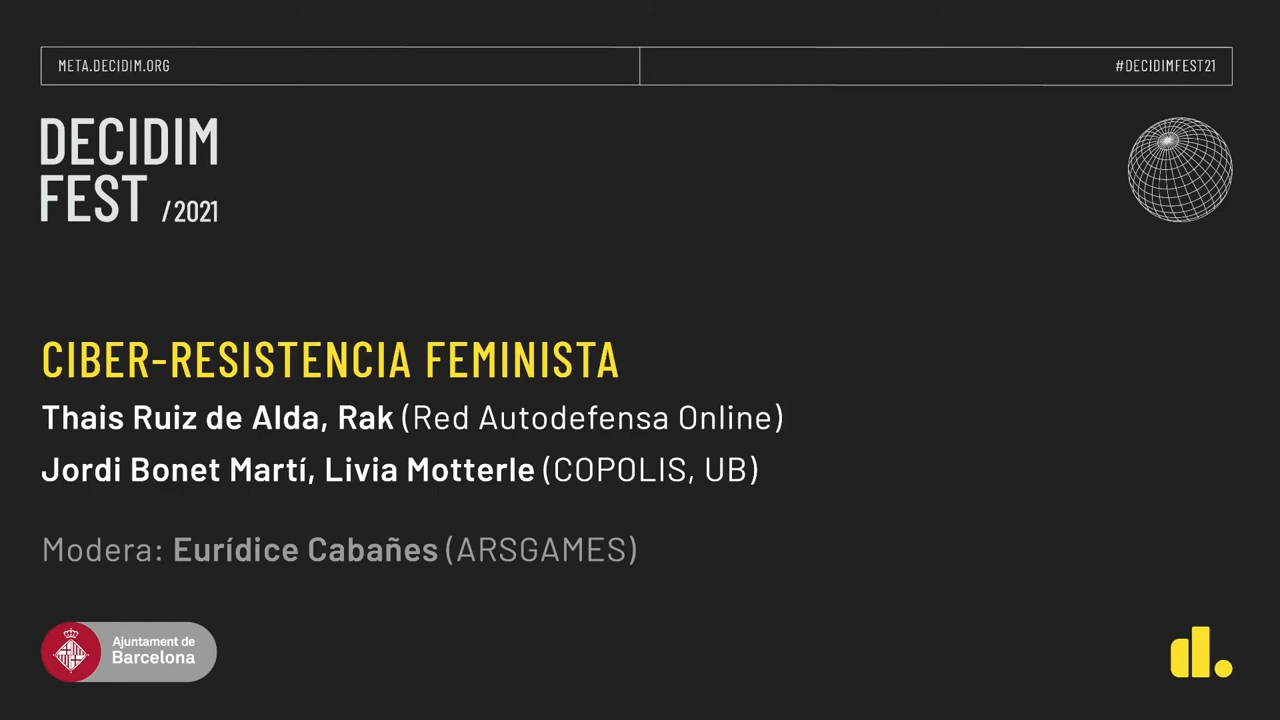 META.DECIDIM.ORG
#DECIDIMFEST21
DECIDIM
FEST /2021
CIBER-RESISTENCIA FEMINISTA
Thais Ruiz de Alda, Rak (Red Autodefensa Online)
Jordi Bonet Martí, Livia Motterle (COPOLIS, UB)
Modera: Eurídice Cabañes (ARSGAMES)
Ajuntament de
Barcelona
d.